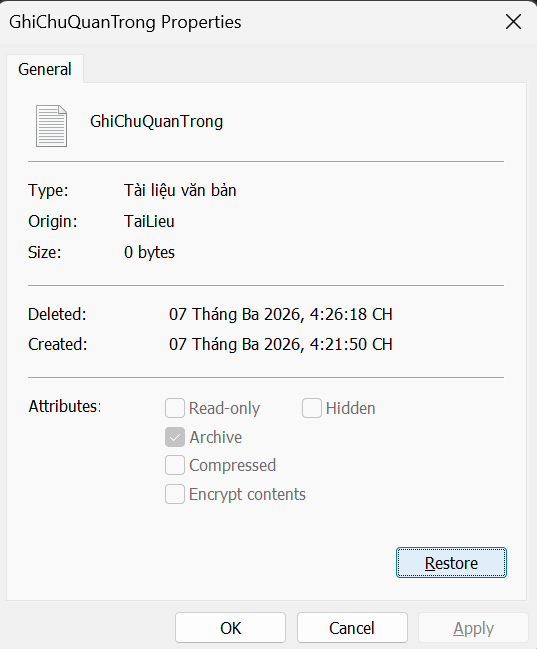 GhiChuQuanTrong Properties
General
GhiChuQuanTrong
Type: Tài liệu văn bản
Origin: TaiLieu
Size: 0 bytes
Deleted: 07 Tháng Ba 2026, 4:26:18 CH
Created: 07 Tháng Ba 2026, 4:21:50 CH
Attributes: Read-only Hidden
Archive
Compressed
Encrypt contents
Restore
OK Cancel Apply